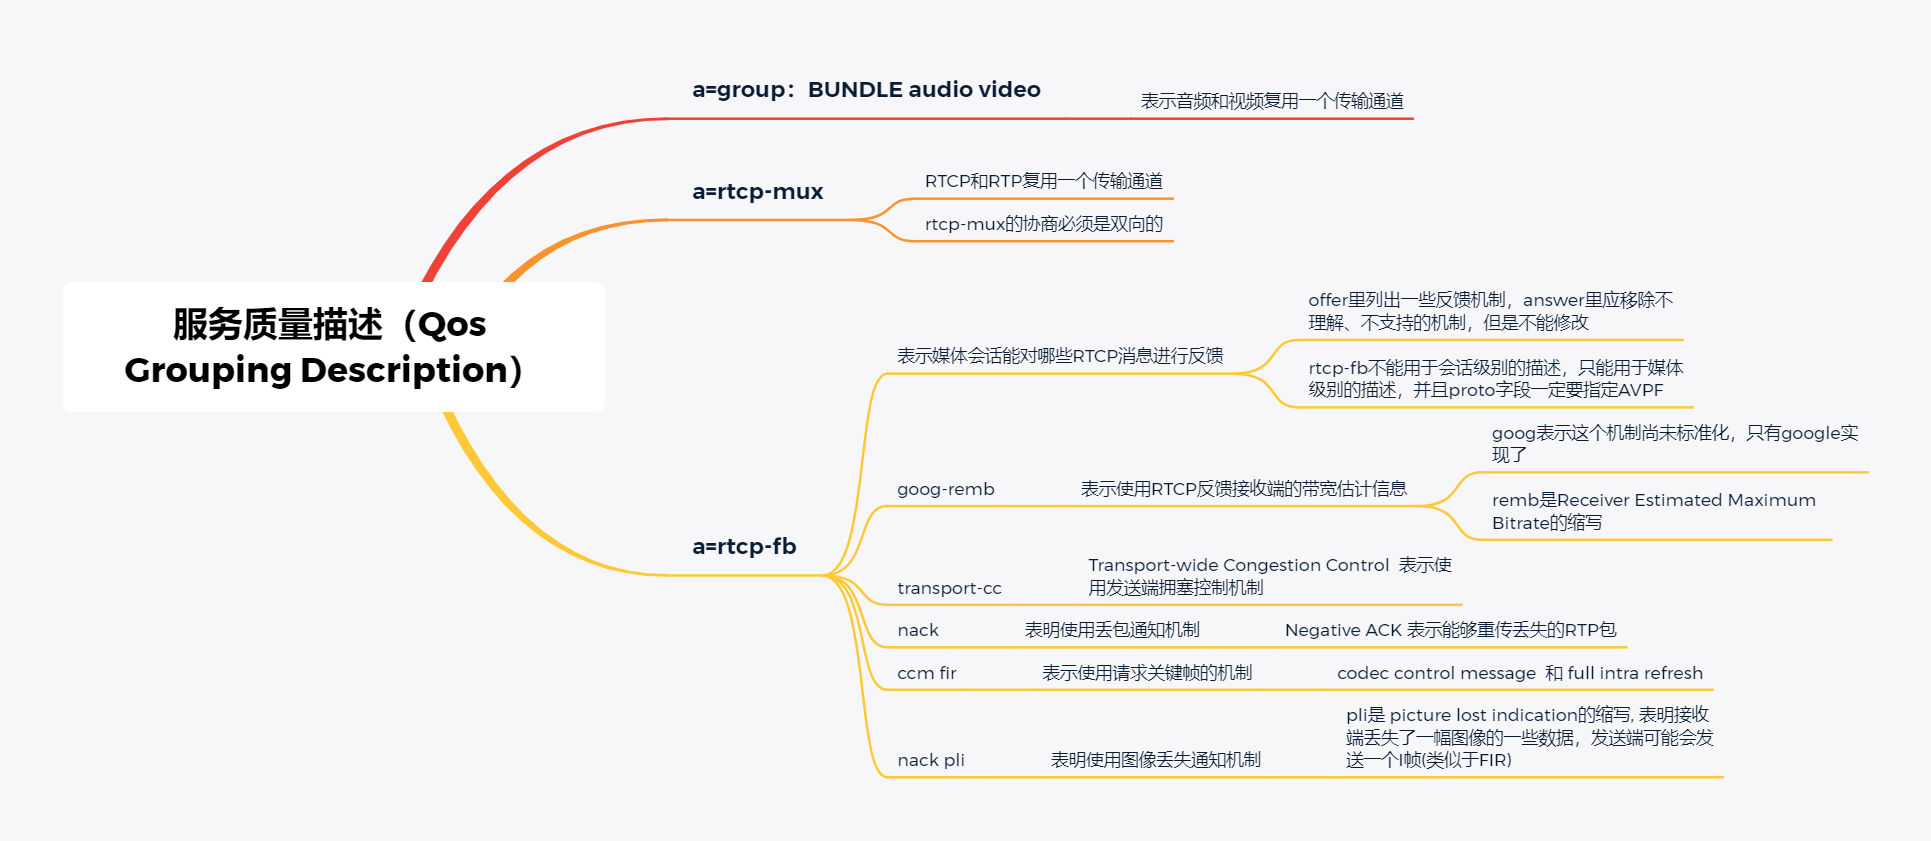 服务质量描述（Qos
Grouping Description）
a=group：BUNDLE audio video
表示音频和视频复用一个传输通道
a=rtcp-mux
RTCP和RTP复用一个传输通道
rtcp-mux的协商必须是双向的
a=rtcp-fb
表示媒体会话能对哪些RTCP消息进行反馈
offer里列出一些反馈机制，answer里应移除不
理解、不支持的机制，但是不能修改
rtcp-fb不能用于会话级别的描述，只能用于媒体
级别的描述，并且proto字段一定要指定AVPF
goog-remb
表示使用RTCP反馈接收端的带宽估计信息
goog表示这个机制尚未标准化，只有google实
现了
remb是Receiver Estimated Maximum
Bitrate的缩写
transport-cc
Transport-wide Congestion Control 表示使
用发送端拥塞控制机制
nack
表明使用丢包通知机制
Negative ACK 表示能够重传丢失的RTP包
ccm fir
表示使用请求关键帧的机制
codec control message 和 full intra refresh
nack pli
表明使用图像丢失通知机制
pli是 picture lost indication的缩写, 表明接收
端丢失了一幅图像的一些数据，发送端可能会发
送一个I帧(类似于FIR)